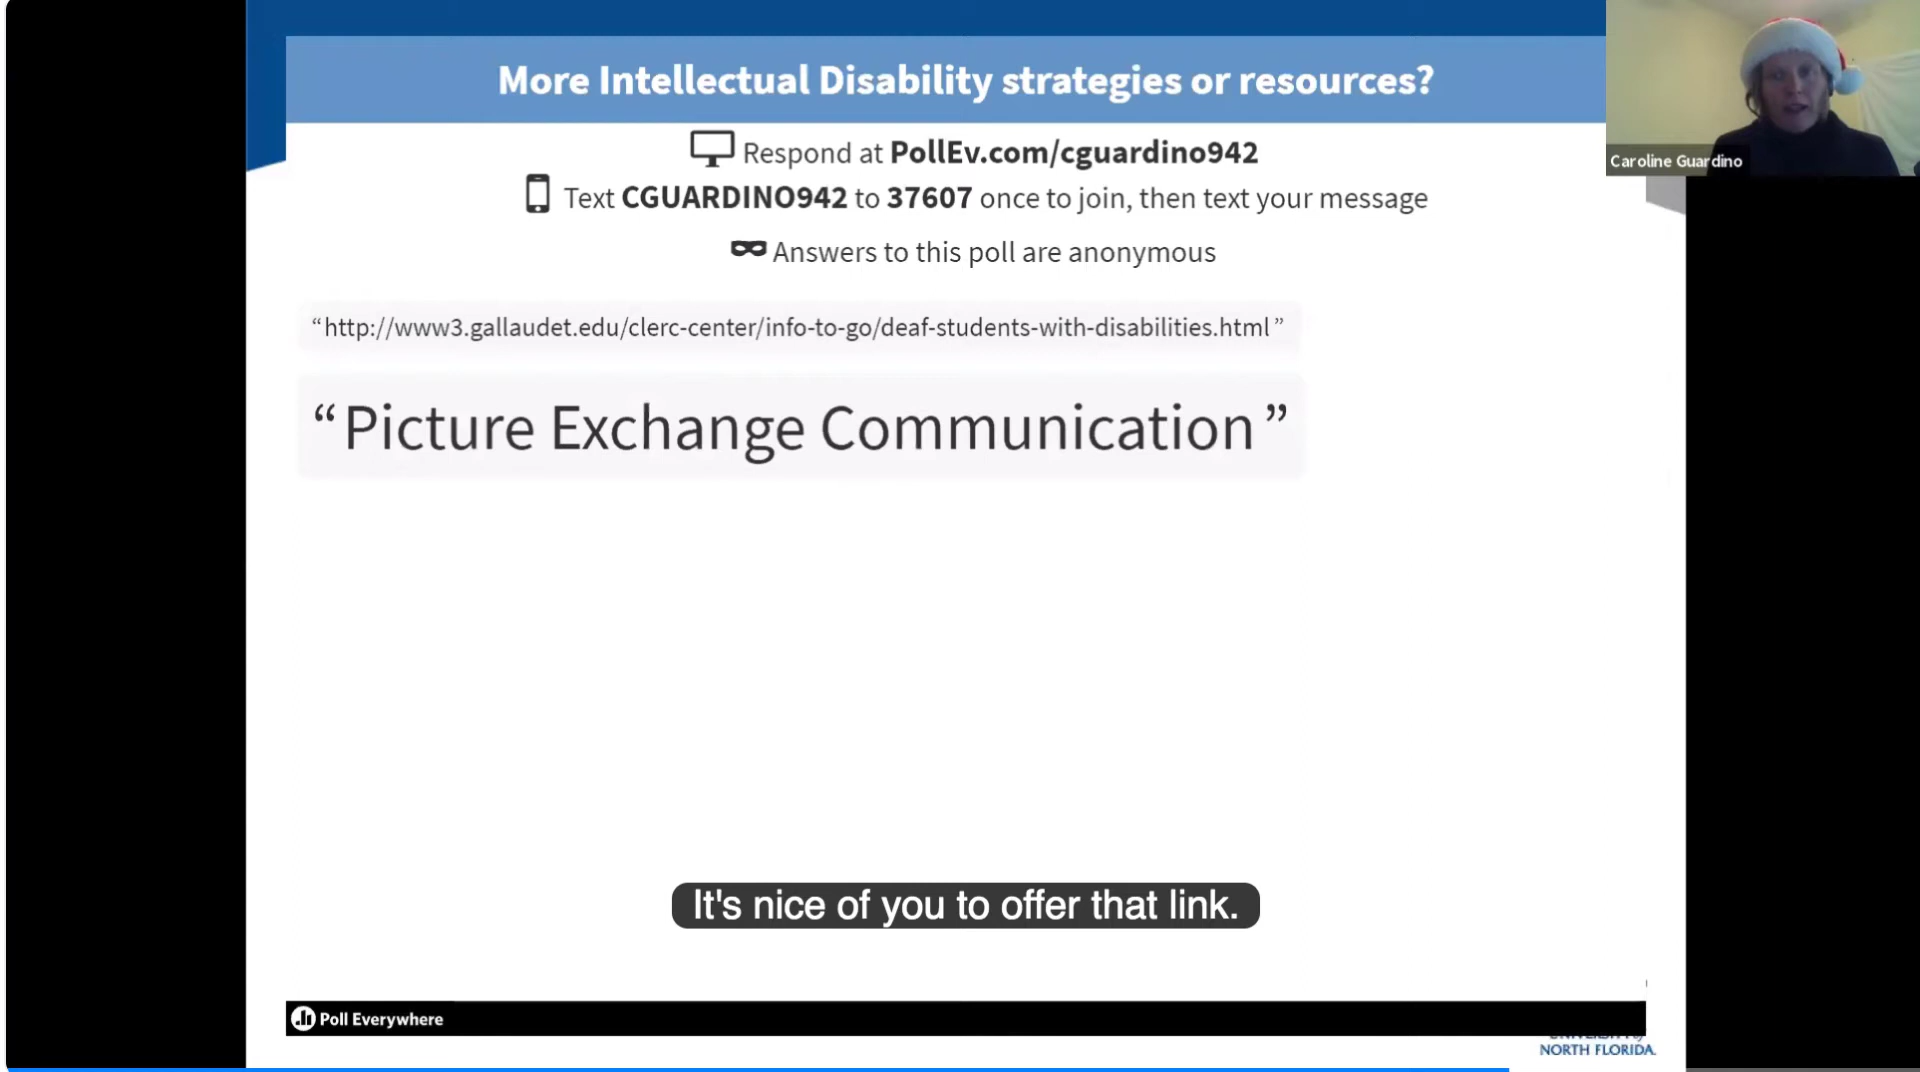 More Intellectual Disability strategies or resources?
Respond at PollEv.com/cguardino942
Text CGUARDINO942 to 37607 once to join, then text your message
Answers to this poll are anonymous
“http://www3.gallaudet.edu/clerc-center/info-to-go/deaf-students-with-disabilities.html”
“Picture Exchange Communication”
Caroline Guardino
It's nice of you to offer that link.
Poll Everywhere
NORTH FLORIDA